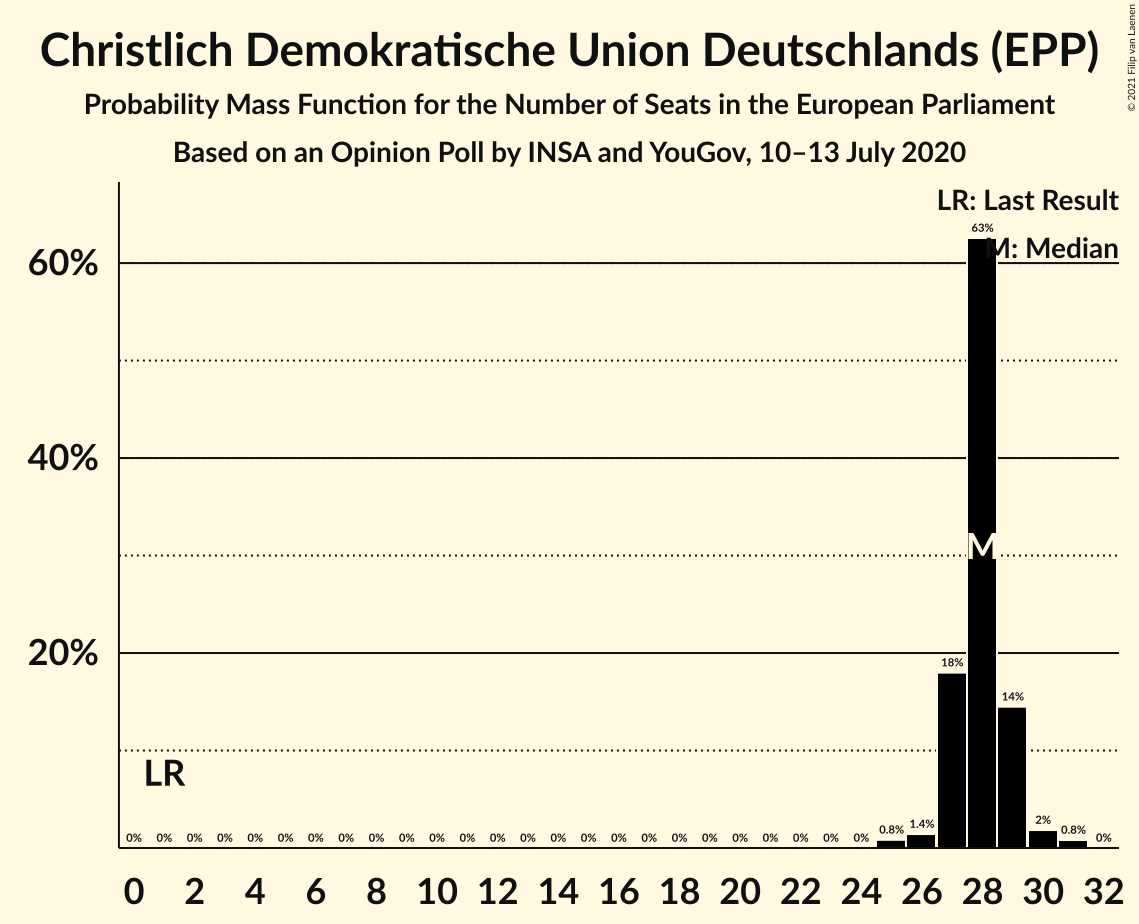 Christlich Demokratische Union Deutschlands (EPP)
Probability Mass Function for the Number of Seats in the European Parliament
Based on an Opinion Poll by INSA and YouGov, 10–13 July 2020
© 2021 Filip van Laenen
LR: Last Result
M: Median
63%
60%
40%
M
20%
18%
14%
LR
0% 0% 0% 0% 0% 0% 0% 0% 0% 0% 0% 0% 0% 0% 0% 0% 0% 0% 0% 0% 0% 0% 0% 0% 0% 0.8% 1.4% 2% 0.8% 0%
0 2 4 6 8 10 12 14 16 18 20 22 24 26 28 30 32